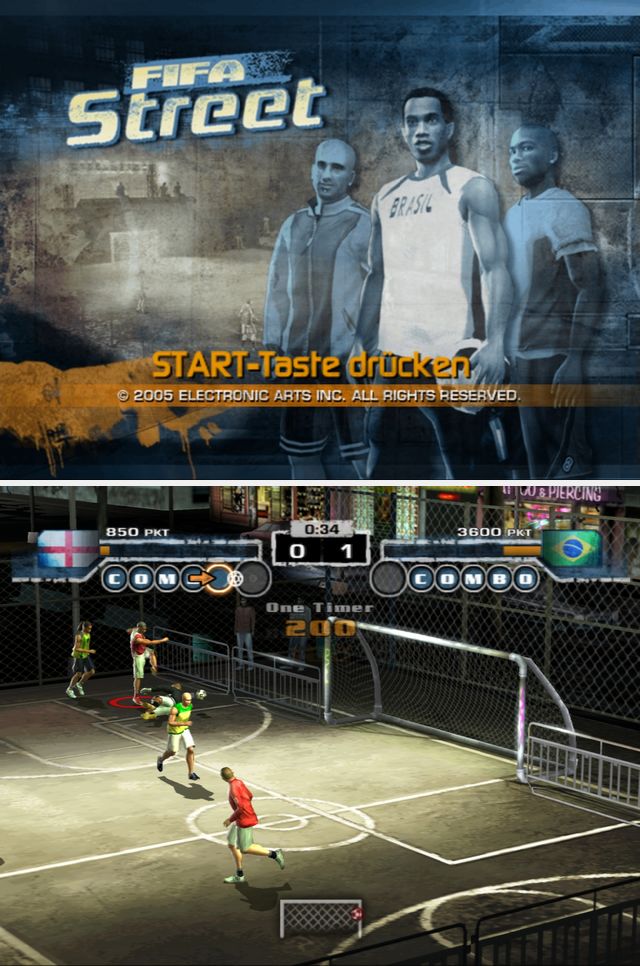 FIFA
Street
BRASIL
START-Taste drücken
© 2005 ELECTRONIC ARTS INC. ALL RIGHTS RESERVED.
& PIERCING
850 PKT
0:34
3600 PKT
0 1
COM
COMBO
One Timer
200